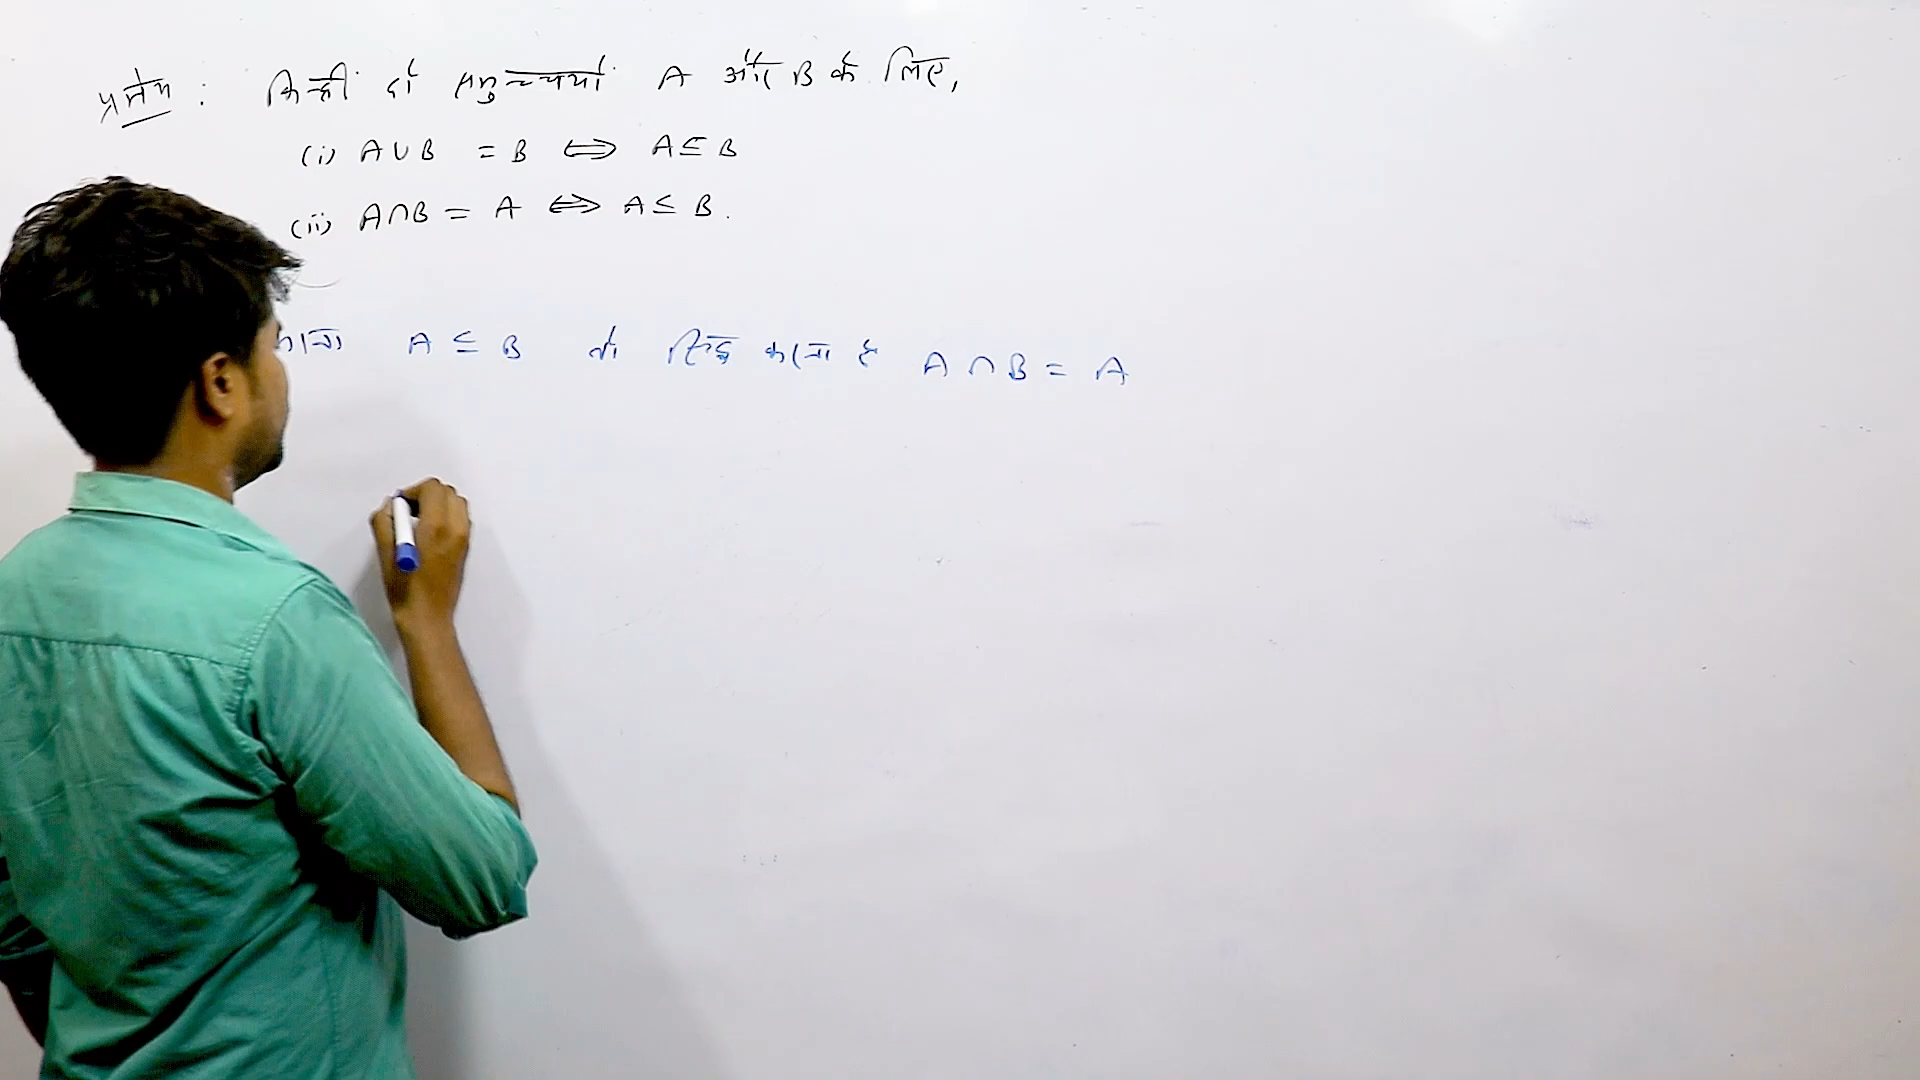 प्रमेय : किन्हीं दो समुच्चयों A और B के लिए,
(i) A∪B = B ⟺ A⊆B
(ii) A∩B = A ⟺ A⊆B.
A ⊆ B तो सिद्ध करना है A ∩ B = A